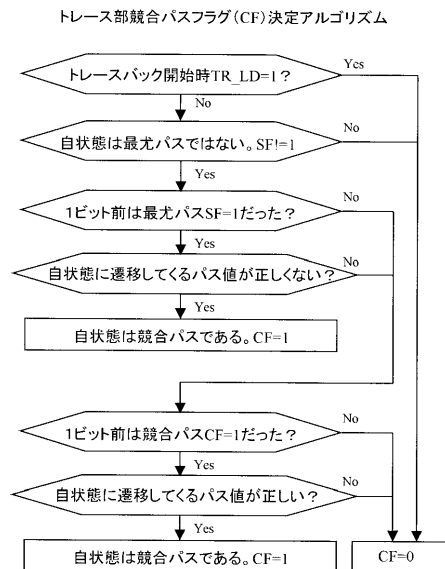 トレース部競合パスフラグ(CF)決定アルゴリズム
トレースバック開始時TR_LD=1?
Yes
No
自状態は最尤パスではない。SF!=1
No
Yes
1ビット前は最尤パスSF=1だった?
No
Yes
自状態に遷移してくるパス値が正しくない?
No
Yes
自状態は競合パスである。CF=1
1ビット前は競合パスCF=1だった?
No
Yes
自状態に遷移してくるパス値が正しい?
No
Yes
自状態は競合パスである。CF=1
CF=0